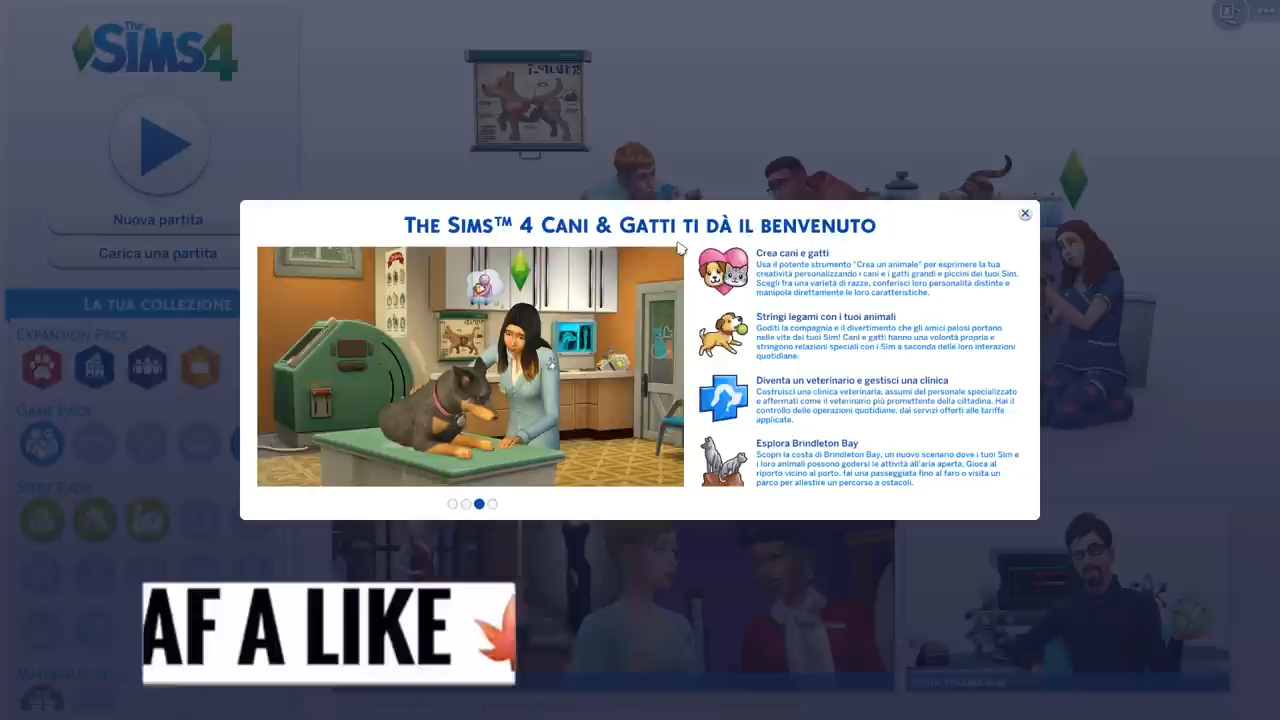 The SIMS 4
Nuova partita
Carica una partita
LA TUA COLLEZIONE
EXPANSION PACK
GAME PACK
STUFF PACK
THE SIMS™ 4 CANI & GATTI TI DÀ IL BENVENUTO
Crea cani e gatti
Usa il potente strumento "Crea un animale" per esprimere la tua
creatività personalizzando i cani e i gatti grandi e piccini dei tuoi Sim.
Scegli fra una varietà di razze, conferisci loro personalità distinte e
manipola direttamente le loro caratteristiche.
Stringi legami con i tuoi animali
Goditi la compagnia e il divertimento che gli amici pelosi portano
nelle vite dei tuoi Sim! Cani e gatti hanno una volontà propria e
stringono relazioni speciali con i Sim a seconda delle loro interazioni
quotidiane.
Diventa un veterinario e gestisci una clinica
Costruisci una clinica veterinaria, assumi del personale specializzato
e affermati come il veterinario più promettente della cittadina. Hai il
controllo delle operazioni quotidiane, dai servizi offerti alle tariffe
applicate.
Esplora Brindleton Bay
Scopri la costa di Brindleton Bay, un nuovo scenario dove i tuoi Sim e
i loro animali possono godersi le attività all'aria aperta. Gioca al
riporto vicino al porto, fai una passeggiata fino al faro o visita un
parco per allestire un percorso a ostacoli.
AF A LIKE